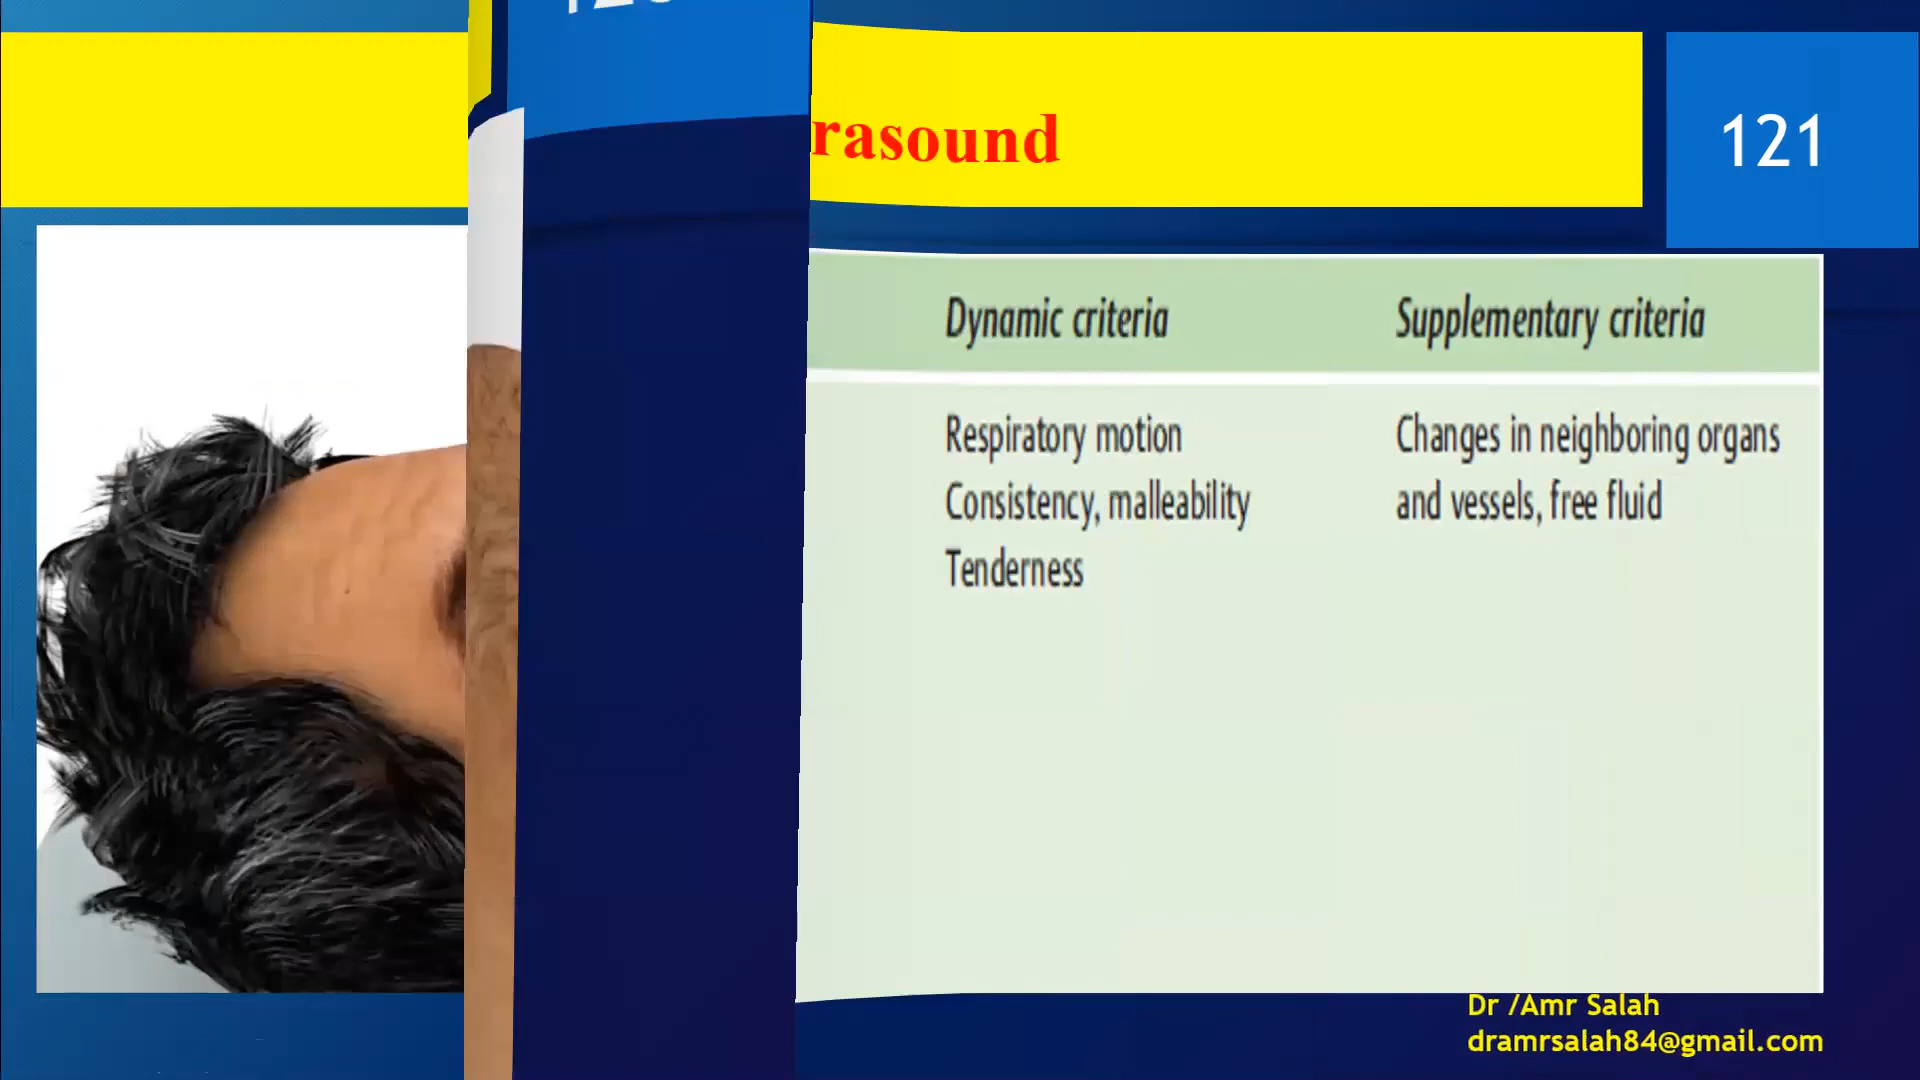 rasound
121
Dynamic criteria
Supplementary criteria
Respiratory motion
Consistency, malleability
Tenderness
Changes in neighboring organs
and vessels, free fluid
Dr /Amr Salah
dramrsalah84@gmail.com